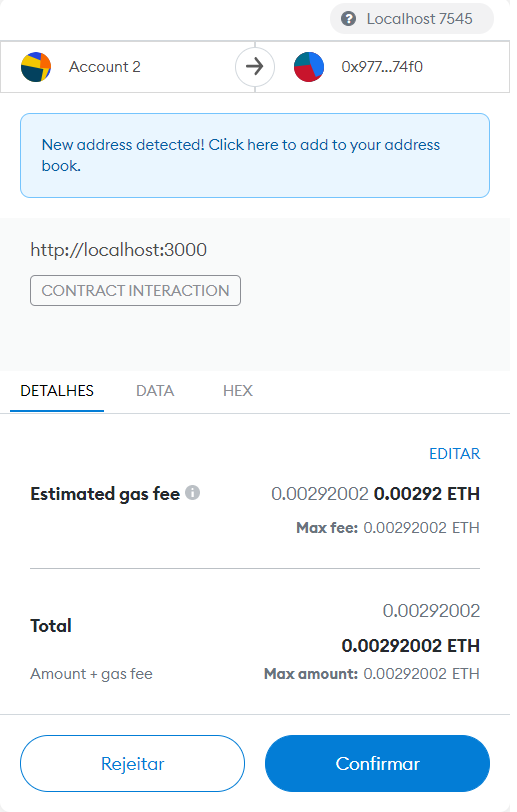 Localhost 7545
Account 2
0x977...74f0
New address detected! Click here to add to your address
book.
http://localhost:3000
CONTRACT INTERACTION
DETALHES DATA HEX
EDITAR
Estimated gas fee 0.00292002 0.00292 ETH
Max fee: 0.00292002 ETH
0.00292002
Total
0.00292002 ETH
Amount + gas fee Max amount: 0.00292002 ETH
Rejeitar Confirmar